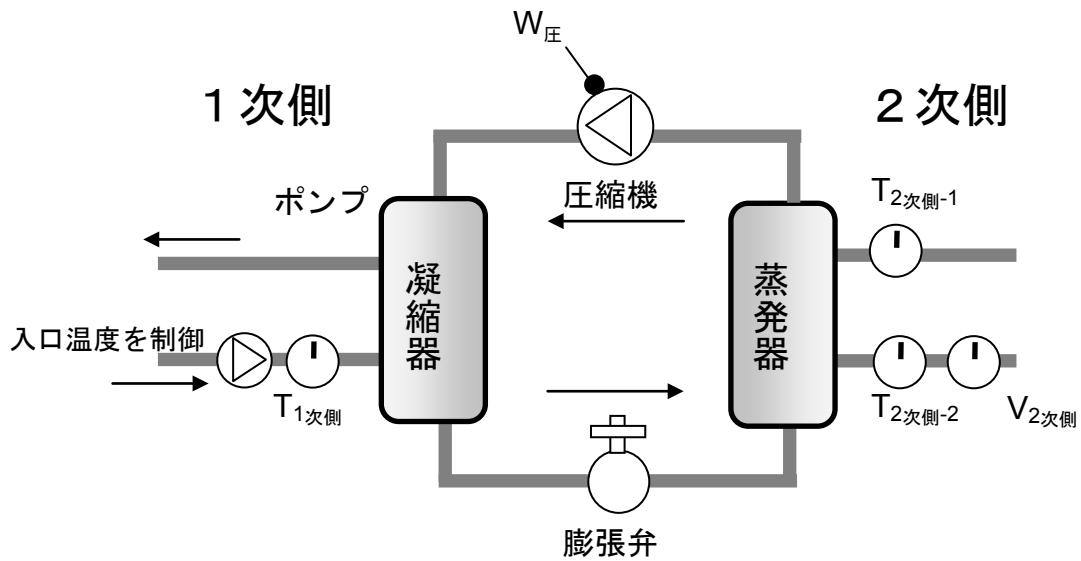 W圧
1次側
2次側
ポンプ
圧縮機
T2次側-1
凝縮器
蒸発器
入口温度を制御
T1次側
T2次側-2
V2次側
膨張弁